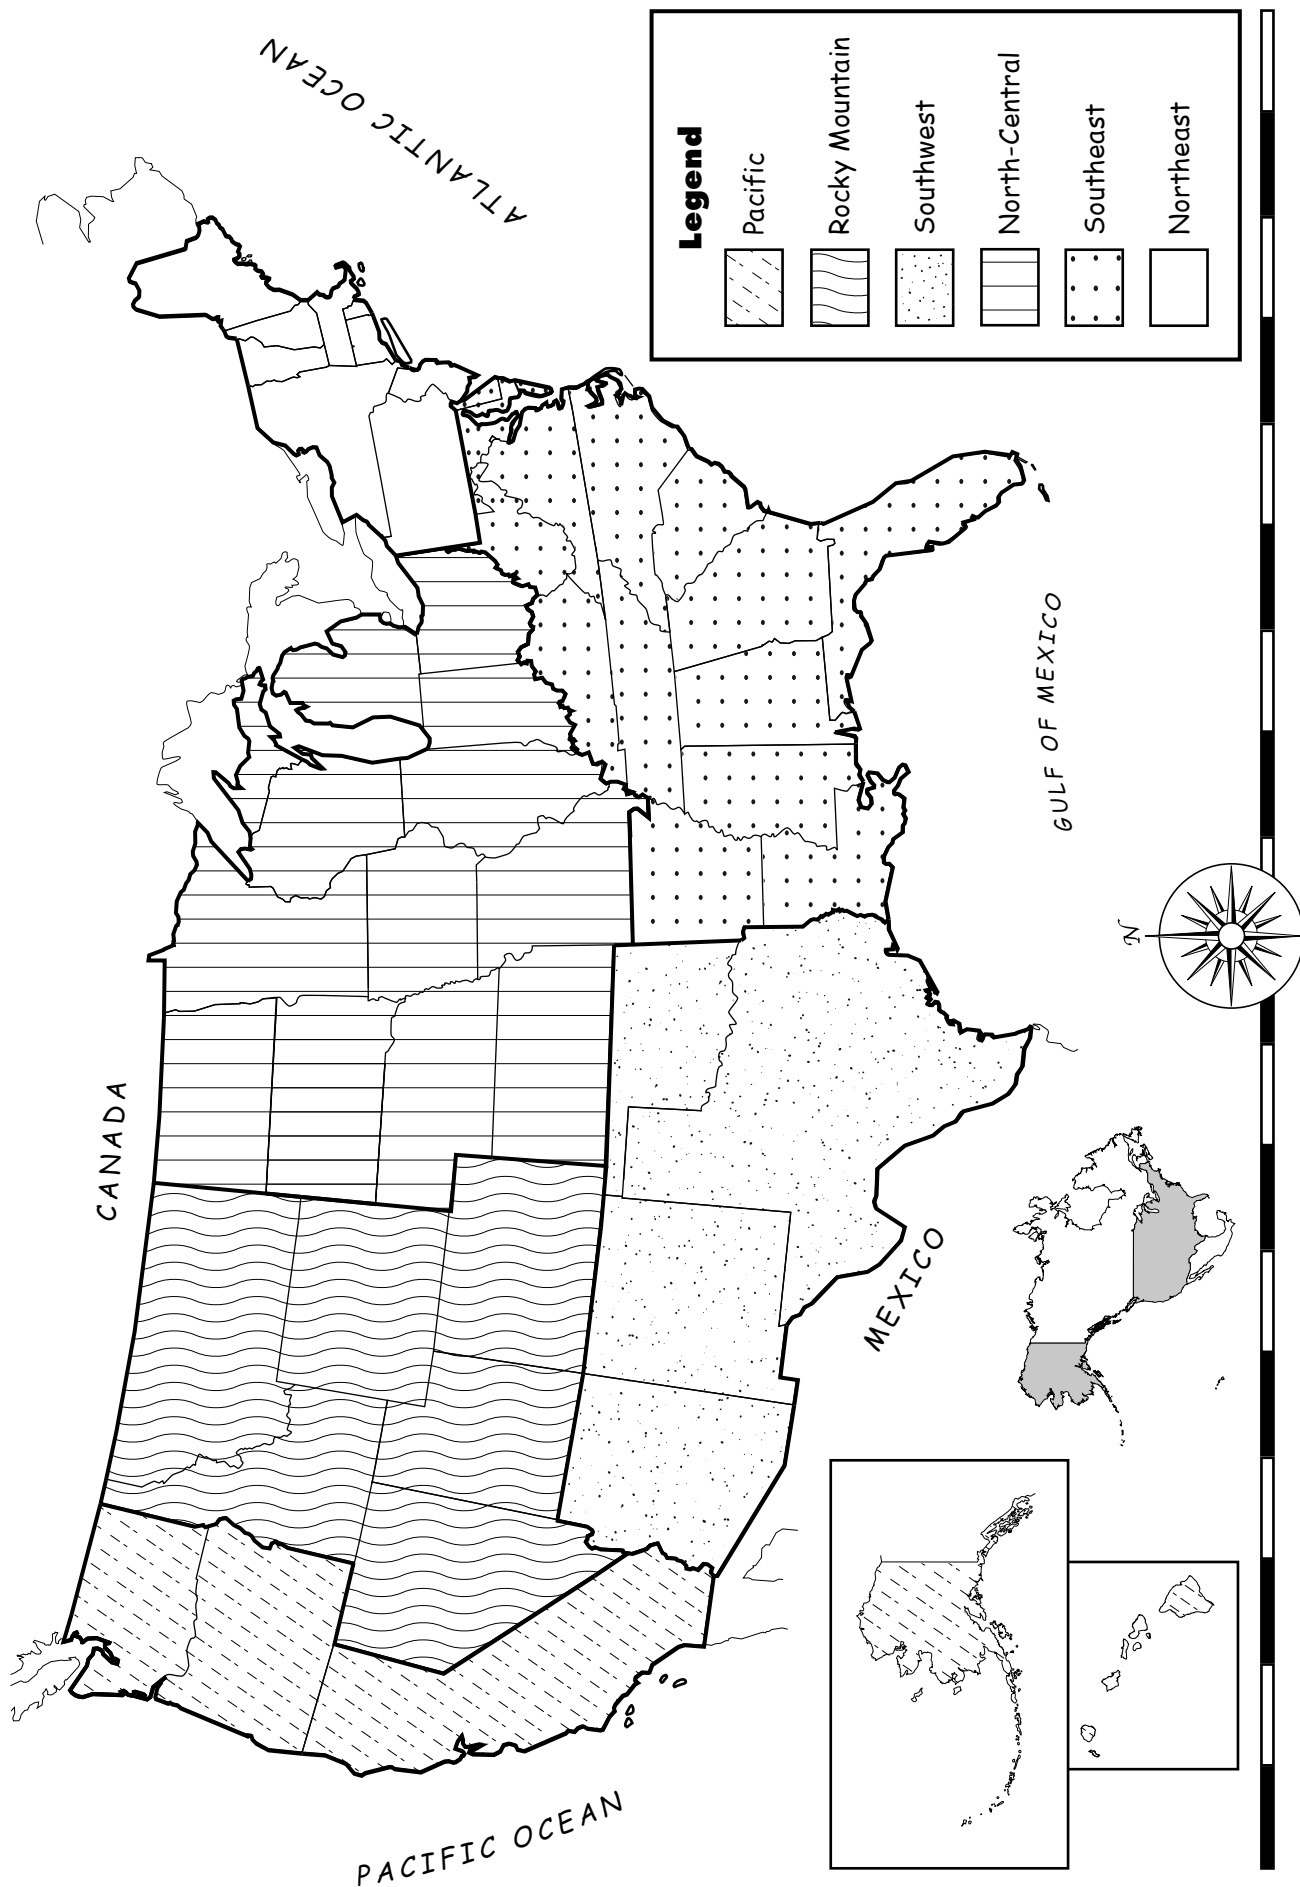 CANADA
ATLANTIC OCEAN
PACIFIC OCEAN
MEXICO
GULF OF MEXICO
N
Legend
Pacific
Rocky Mountain
Southwest
North-Central
Southeast
Northeast